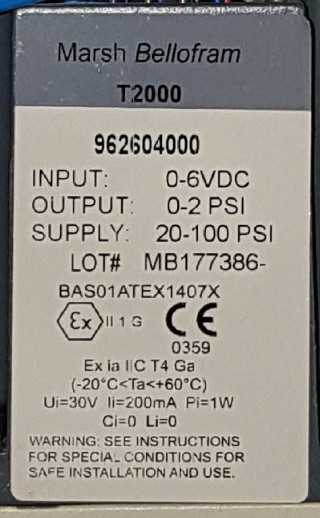 Marsh Bellofram
T2000
962604000
INPUT: 0-6VDC
OUTPUT: 0-2 PSI
SUPPLY: 20-100 PSI
LOT# MB177386-
BAS01ATEX1407X
Ex II 1 G CE
0359
Ex ia IIC T4 Ga
(-20°C<Ta<+60°C)
Ui=30V Ii=200mA Pi=1W
Ci=0 Li=0
WARNING: SEE INSTRUCTIONS
FOR SPECIAL CONDITIONS FOR
SAFE INSTALLATION AND USE.